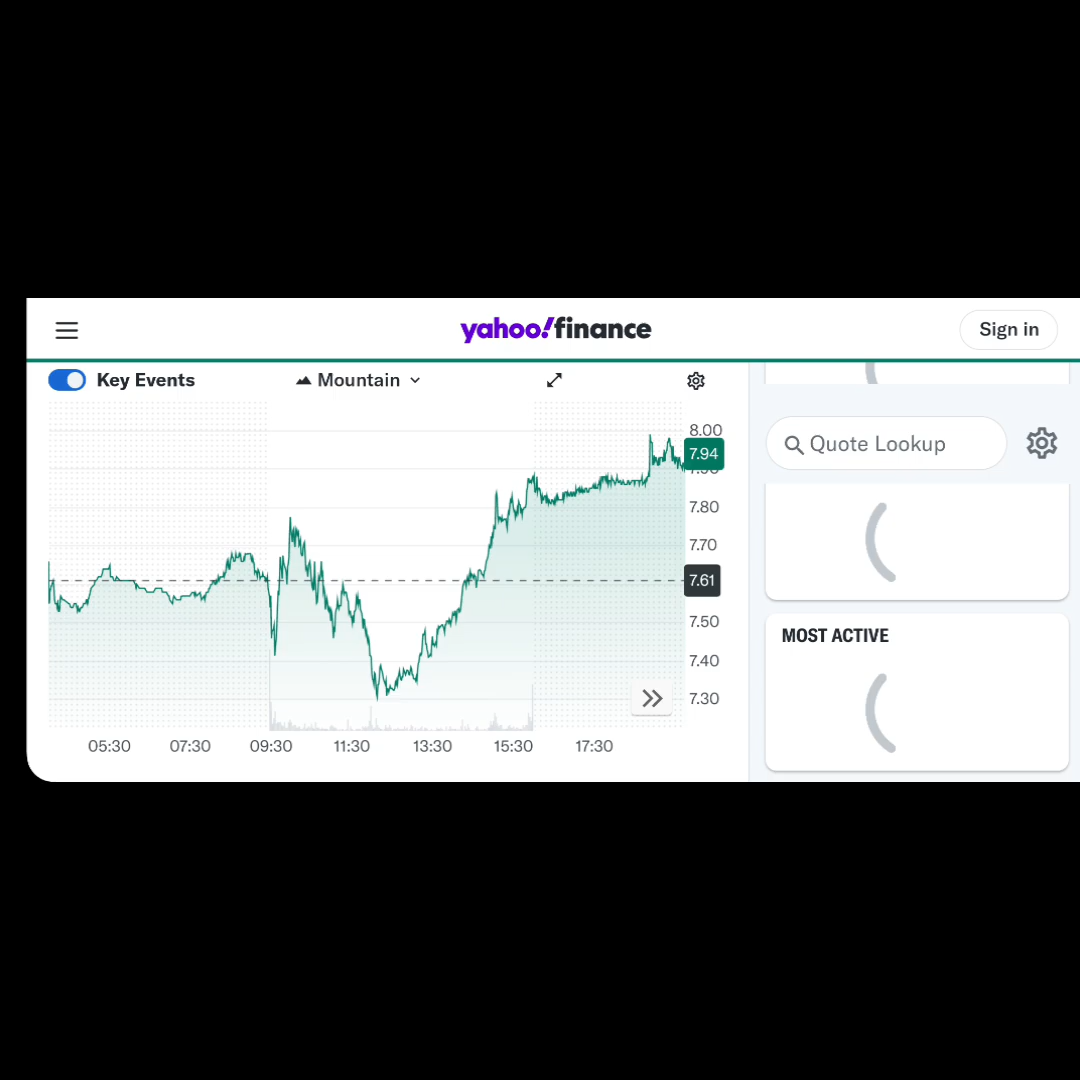 yahoo!finance
Sign in
Key Events
Mountain
Quote Lookup
8.00
7.94
7.90
7.80
7.70
7.61
7.50
7.40
7.30
05:30 07:30 09:30 11:30 13:30 15:30 17:30
MOST ACTIVE